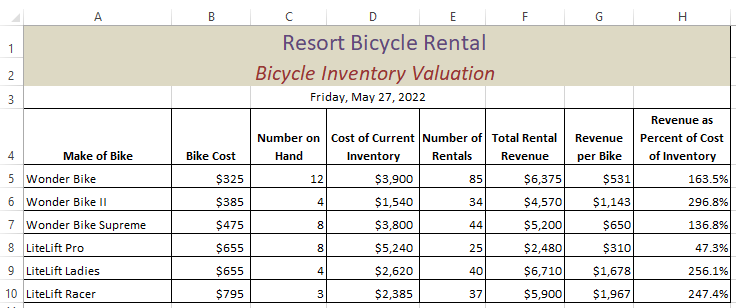 A B C D E F G H
1 Resort Bicycle Rental
2 Bicycle Inventory Valuation
3 Friday, May 27, 2022
Revenue as
Number on Cost of Current Number of Total Rental Revenue Percent of Cost
4 Make of Bike Bike Cost Hand Inventory Rentals Revenue per Bike of Inventory
5 Wonder Bike $325 12 $3,900 85 $6,375 $531 163.5%
6 Wonder Bike II $385 4 $1,540 34 $4,570 $1,143 296.8%
7 Wonder Bike Supreme $475 8 $3,800 44 $5,200 $650 136.8%
8 LiteLift Pro $655 8 $5,240 25 $2,480 $310 47.3%
9 LiteLift Ladies $655 4 $2,620 40 $6,710 $1,678 256.1%
10 LiteLift Racer $795 3 $2,385 37 $5,900 $1,967 247.4%